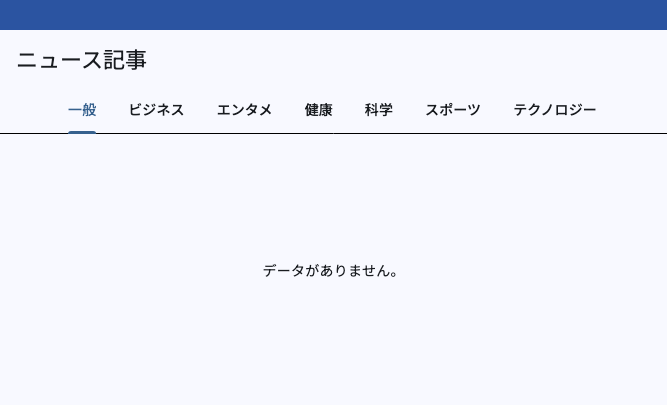 ニュース記事
一般 ビジネス エンタメ 健康 科学 スポーツ テクノロジー
データがありません。